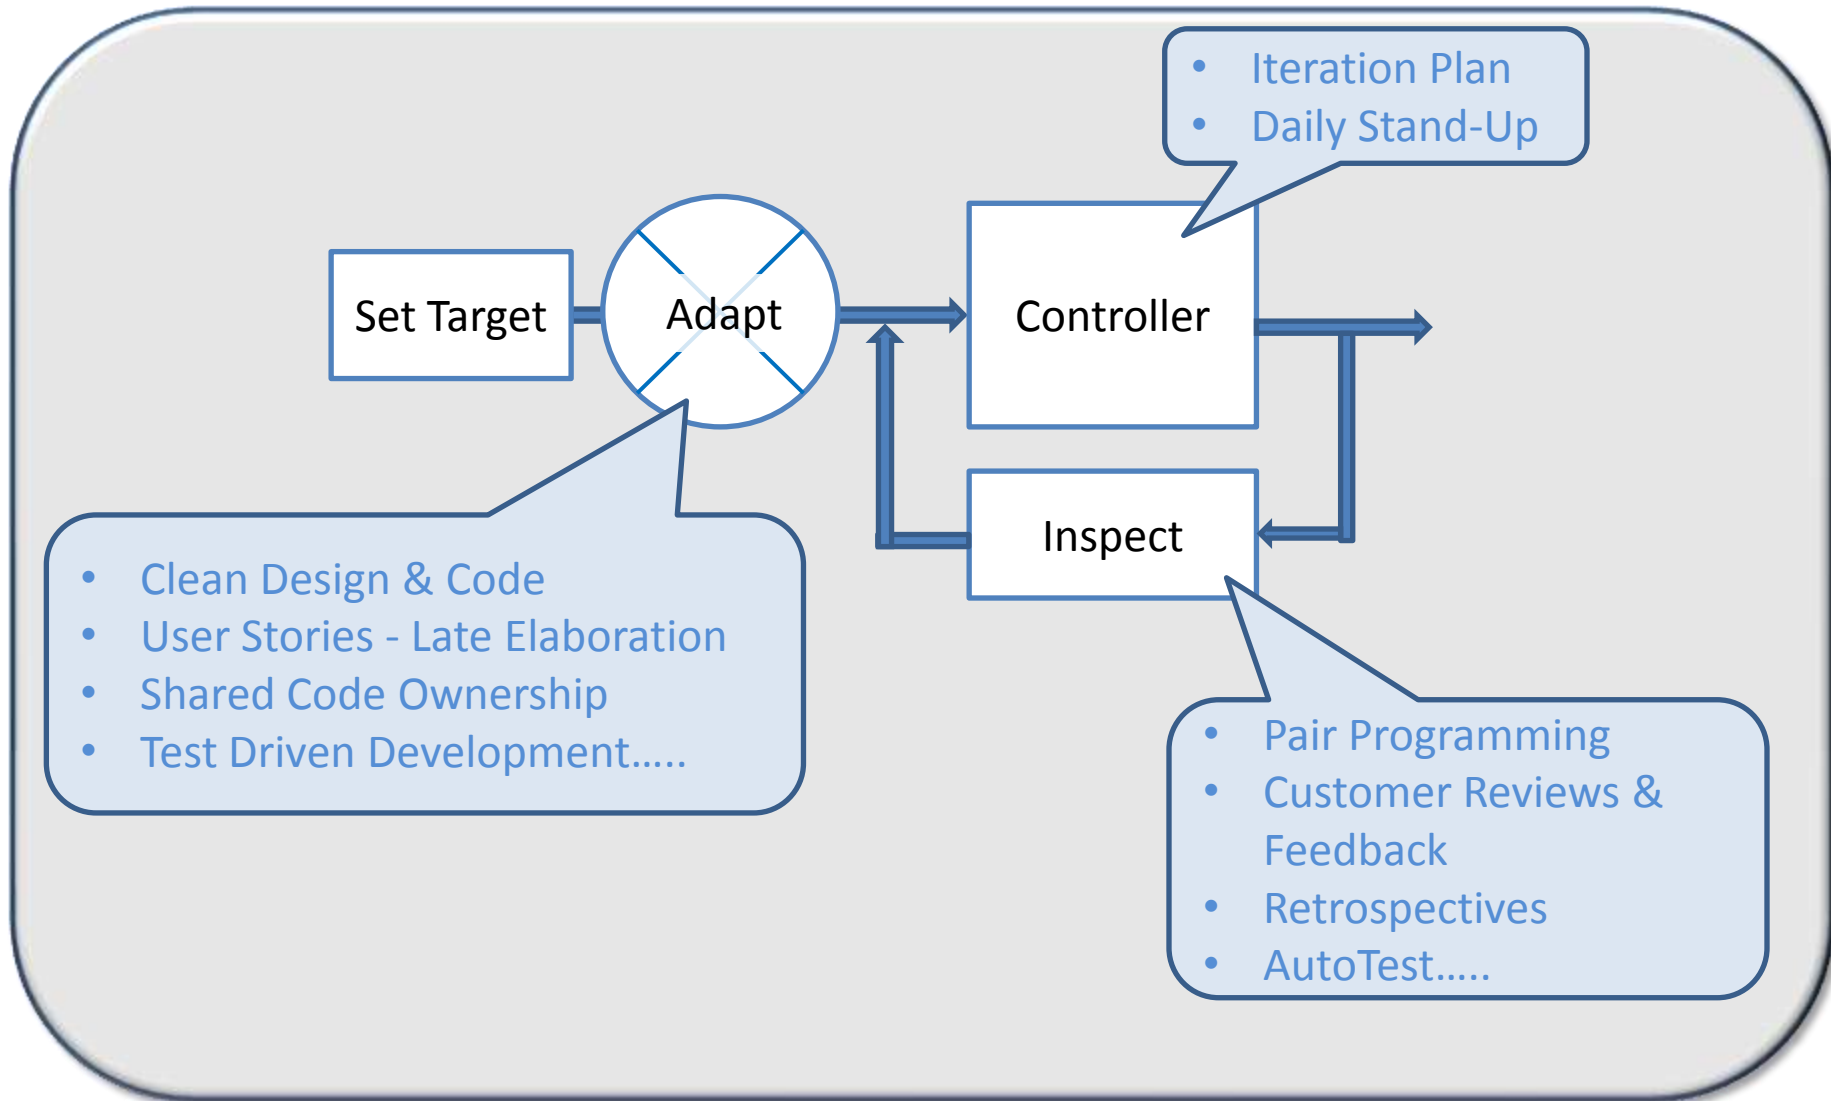 • Iteration Plan
• Daily Stand-Up
Set Target
Adapt
Controller
Inspect
• Clean Design & Code
• User Stories - Late Elaboration
• Shared Code Ownership
• Test Driven Development.....
• Pair Programming
• Customer Reviews &
Feedback
• Retrospectives
• AutoTest.....